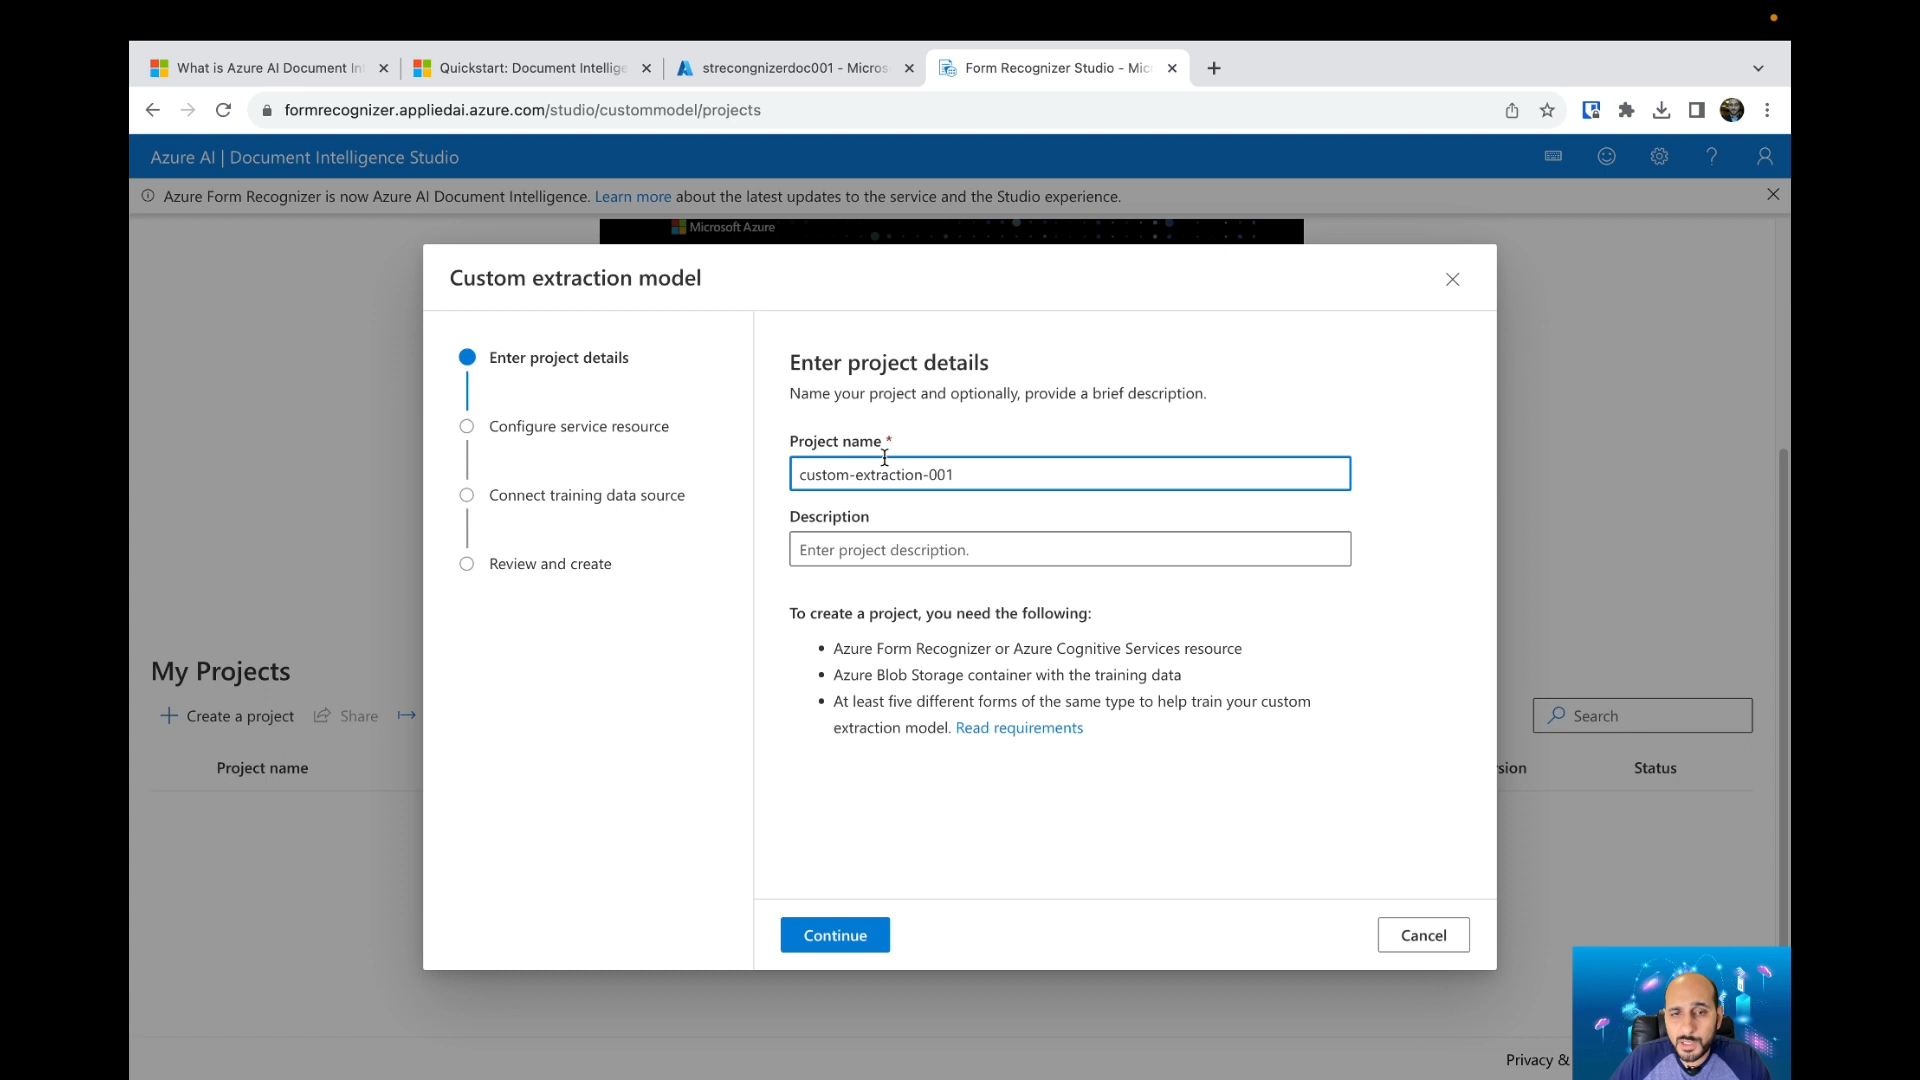 What is Azure AI Document Int
Quickstart: Document Intellige
strecongnizerdoc001 - Micros
Form Recognizer Studio - Mic
formrecognizer.appliedai.azure.com/studio/custommodel/projects
Azure AI | Document Intelligence Studio
Azure Form Recognizer is now Azure AI Document Intelligence. Learn more about the latest updates to the service and the Studio experience.
Microsoft Azure
Custom extraction model
Enter project details
Configure service resource
Connect training data source
Review and create
Enter project details
Name your project and optionally, provide a brief description.
Project name *
custom-extraction-001
Description
Enter project description.
To create a project, you need the following:
• Azure Form Recognizer or Azure Cognitive Services resource
• Azure Blob Storage container with the training data
• At least five different forms of the same type to help train your custom
extraction model. Read requirements
Continue
Cancel
My Projects
Create a project
Share
Search
Project name
sion
Status
Privacy &